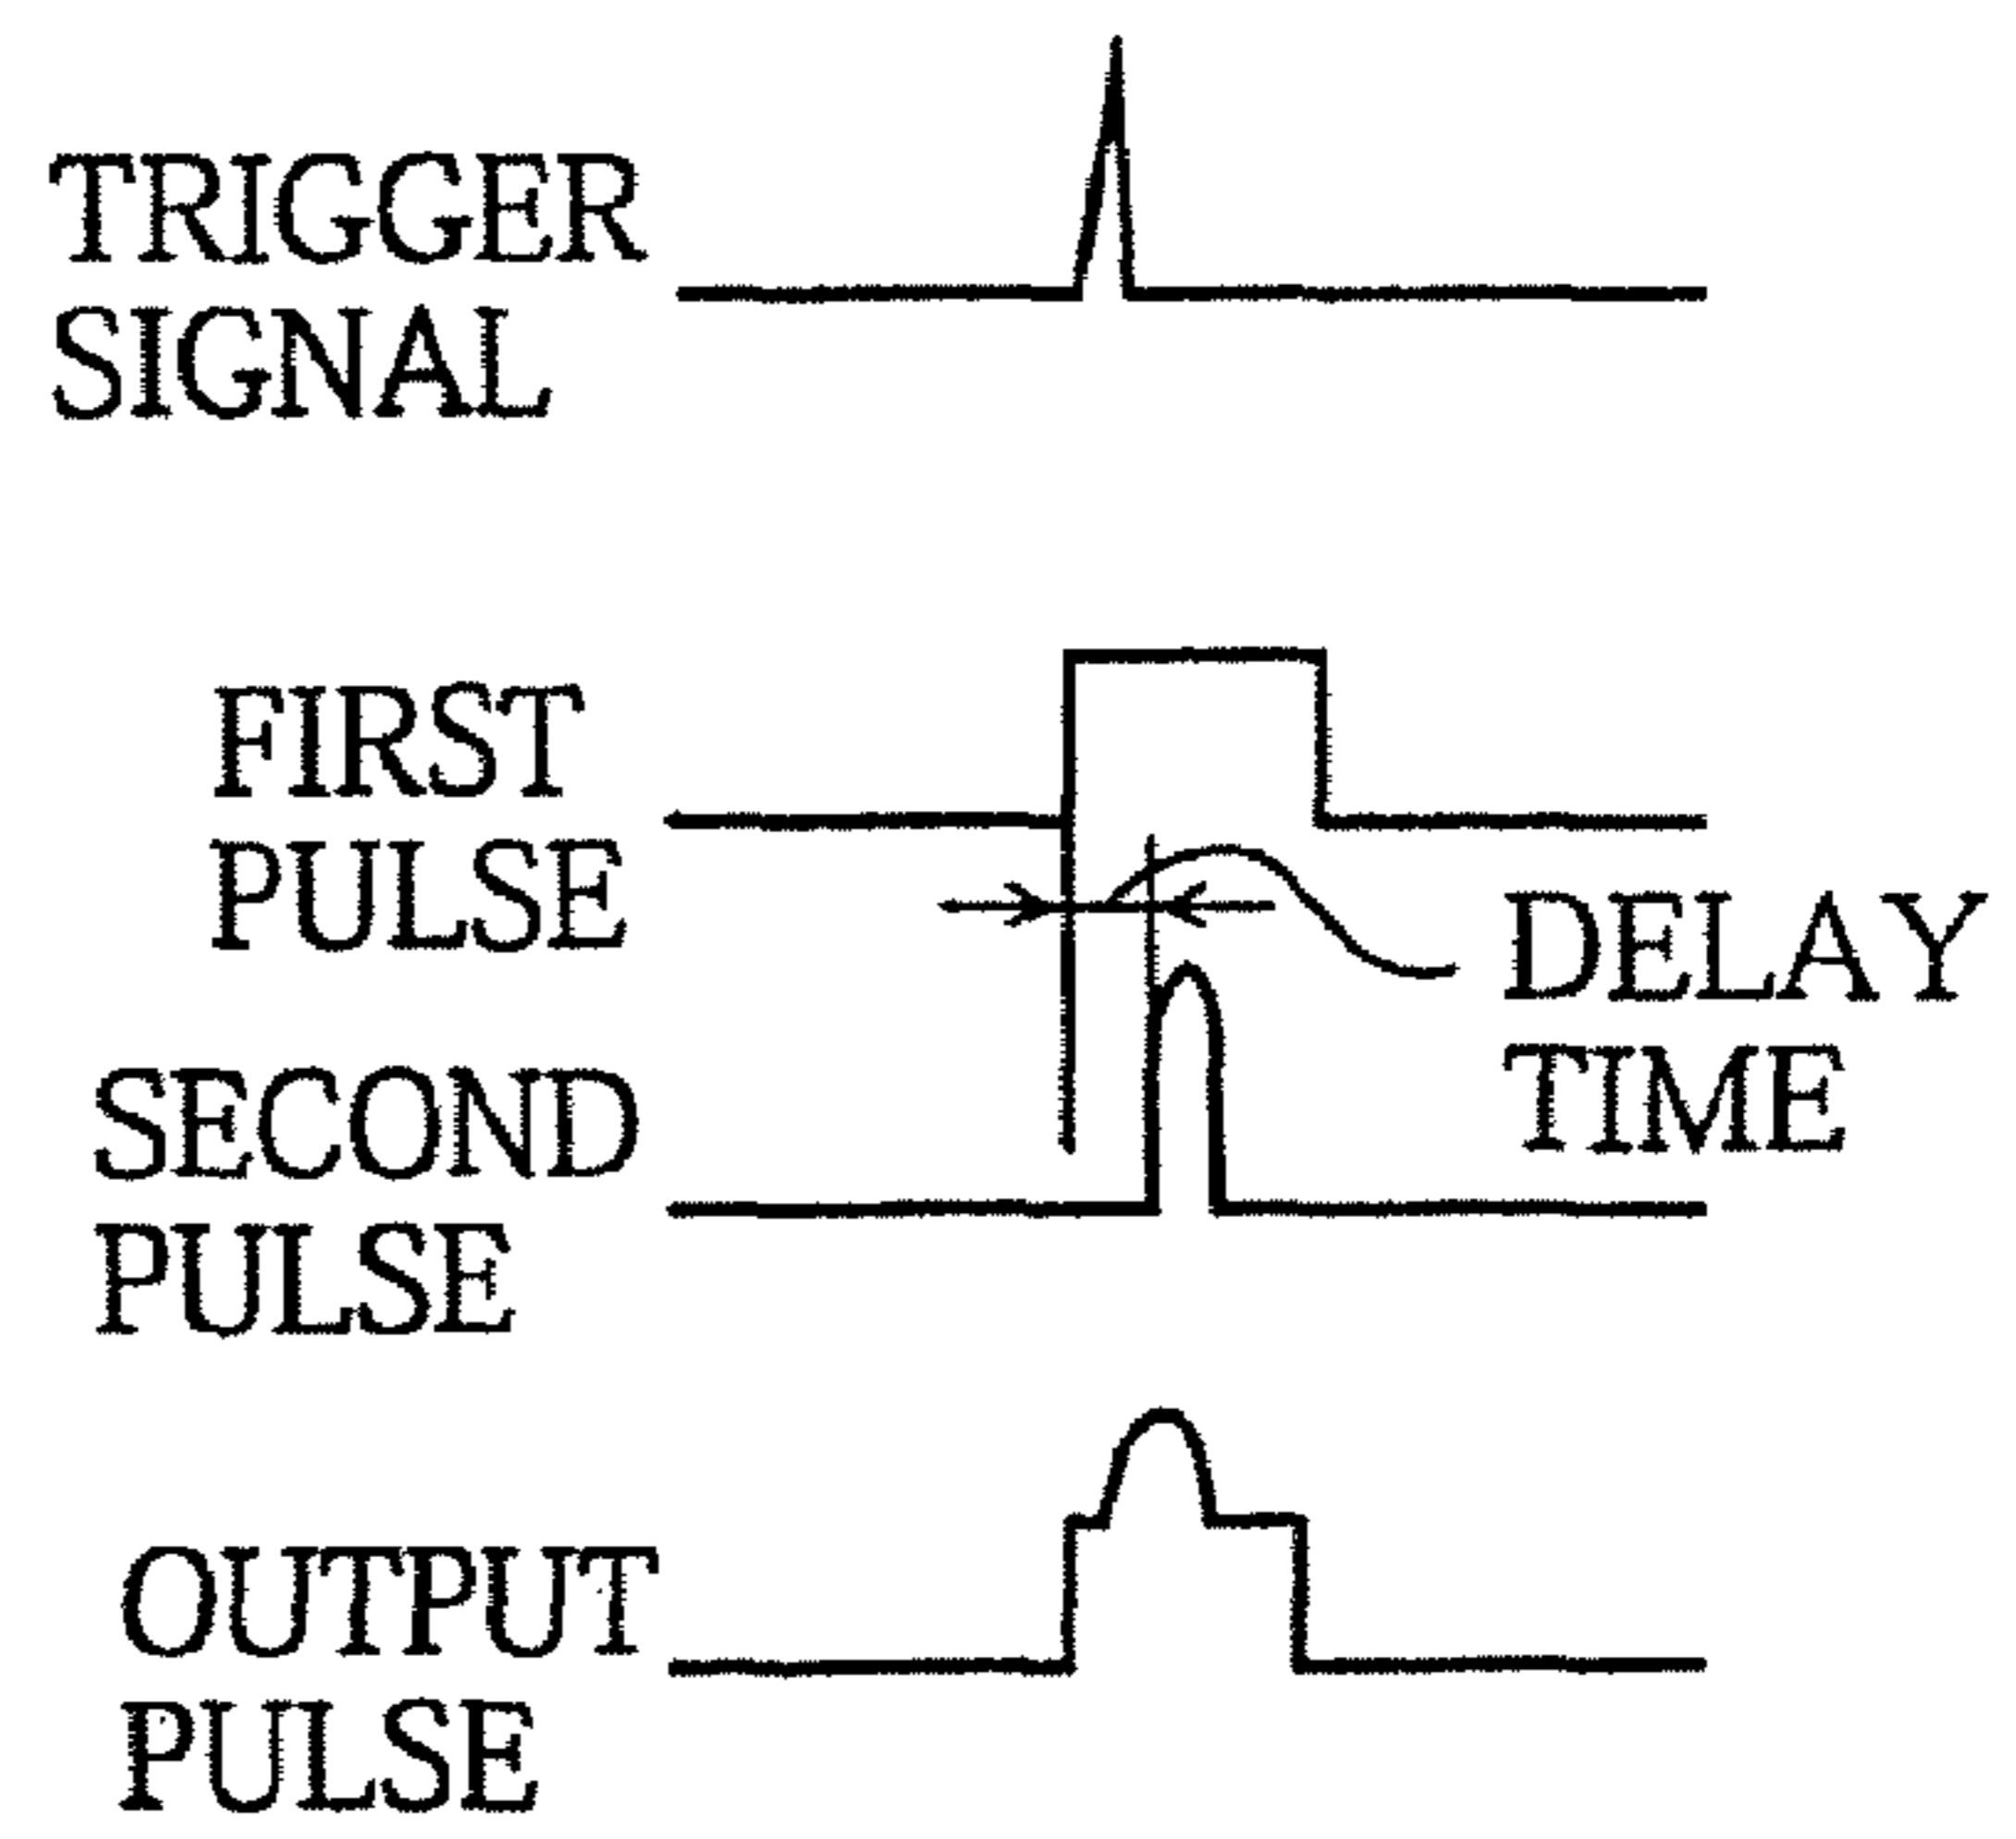 TRIGGER
SIGNAL
FIRST
PULSE
DELAY
TIME
SECOND
PULSE
OUTPUT
PULSE